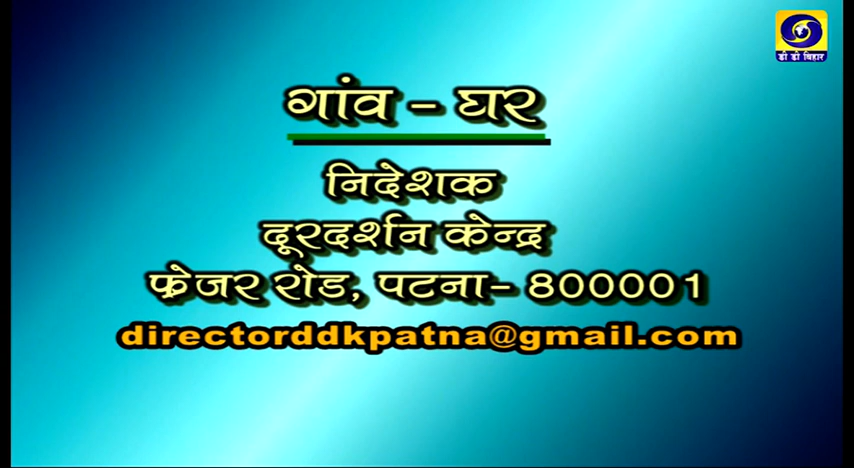 डी डी बिहार
गांव - घर
निदेशक
दूरदर्शन केन्द्र
फ्रेजर रोड, पटना- 800001
directorddkpatna@gmail.com